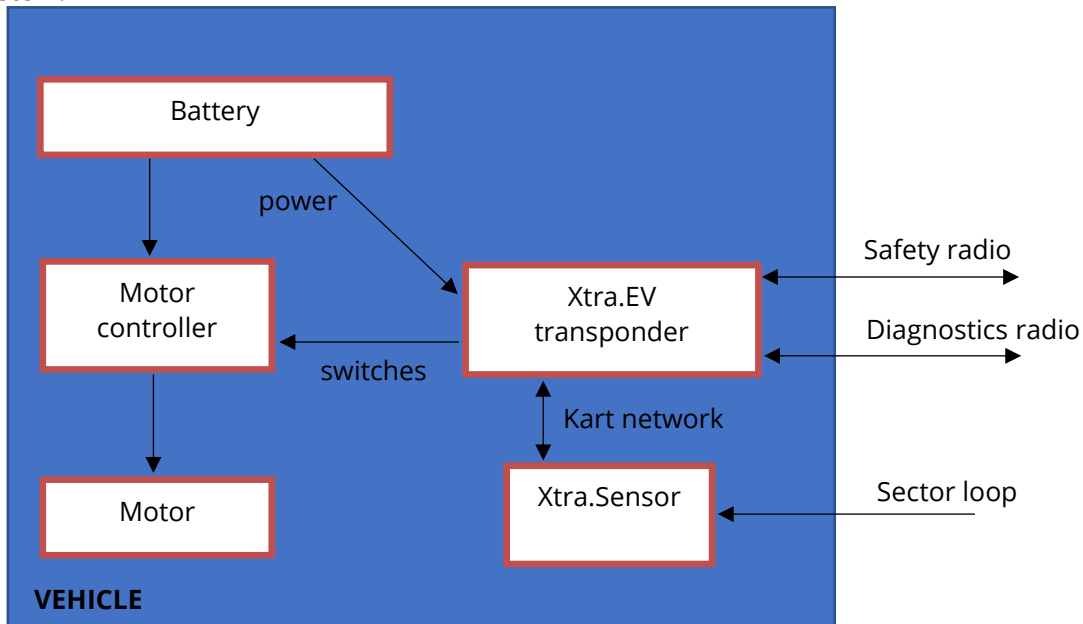 Battery
power
Safety radio
Motor
controller
Xtra.EV
transponder
Diagnostics radio
switches
Kart network
Motor
Xtra.Sensor
Sector loop
VEHICLE